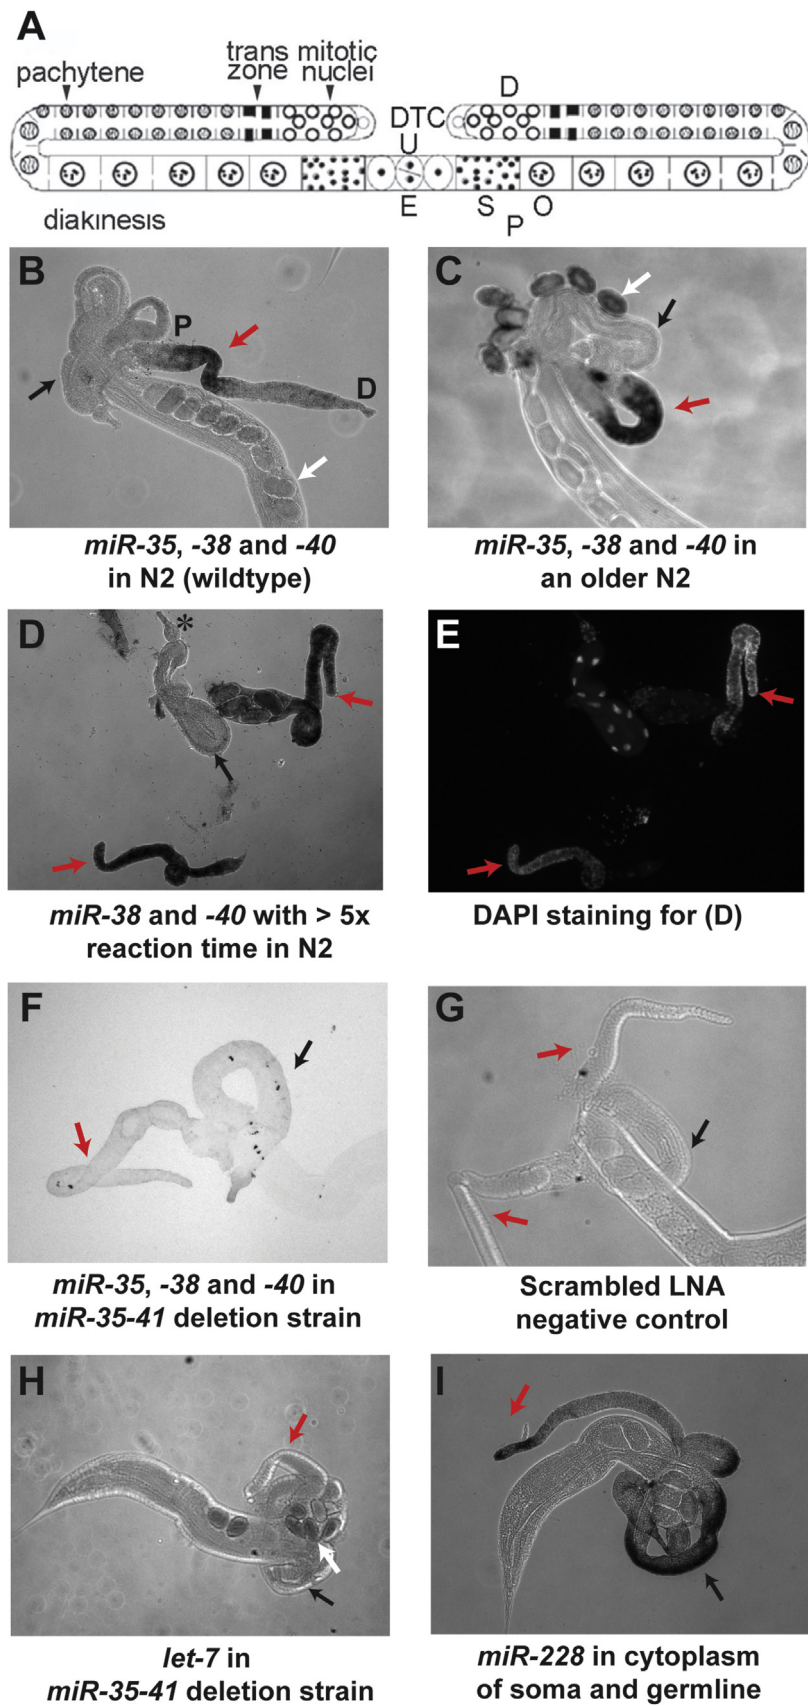 A
pachytene
trans
zone
mitotic
nuclei
D
DTC
U
E
S
O
P
diakinesis
B
P
D
miR-35, -38 and -40
in N2 (wildtype)
C
miR-35, -38 and -40 in
an older N2
D
*
miR-38 and -40 with > 5x
reaction time in N2
E
DAPI staining for (D)
F
miR-35, -38 and -40 in
miR-35-41 deletion strain
G
Scrambled LNA
negative control
H
let-7 in
miR-35-41 deletion strain
I
miR-228 in cytoplasm
of soma and germline